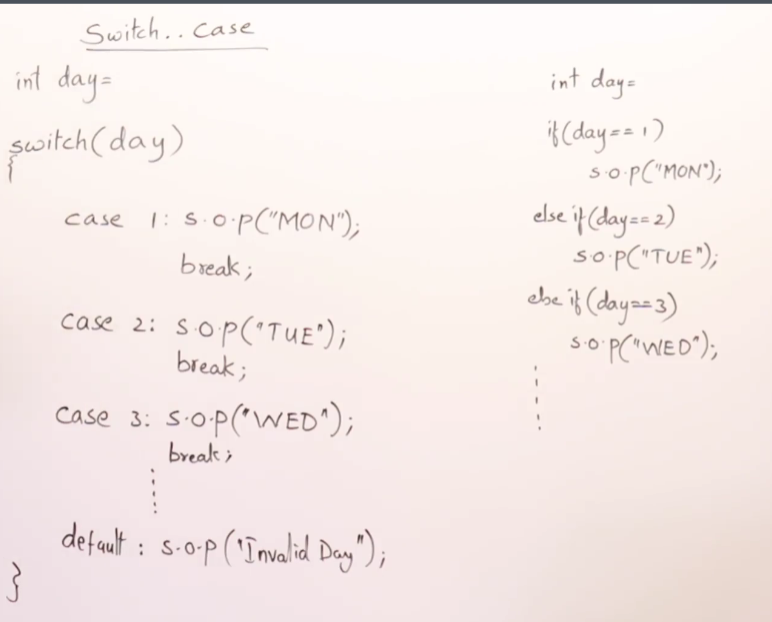 Switch.. Case
int day=
switch(day)
{
case 1: s.o.p("MON");
break;
case 2: s.o.p("TUE");
break;
case 3: s.o.p("WED");
break;
default : s.o.p("Invalid Day");
}
int day=
if(day==1)
s.o.p("MON");
else if(day==2)
s.o.p("TUE");
else if(day==3)
s.o.p("WED");